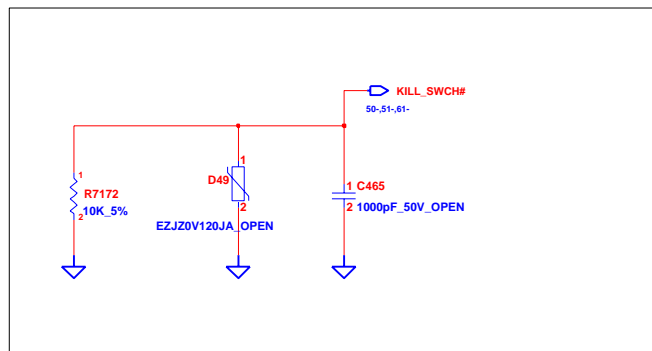 KILL_SWCH#
50-,51-,61-
1
D49
2
EZJZ0V120JA_OPEN
1
R7172
10K_5%
2
1 C465
2 1000pF_50V_OPEN